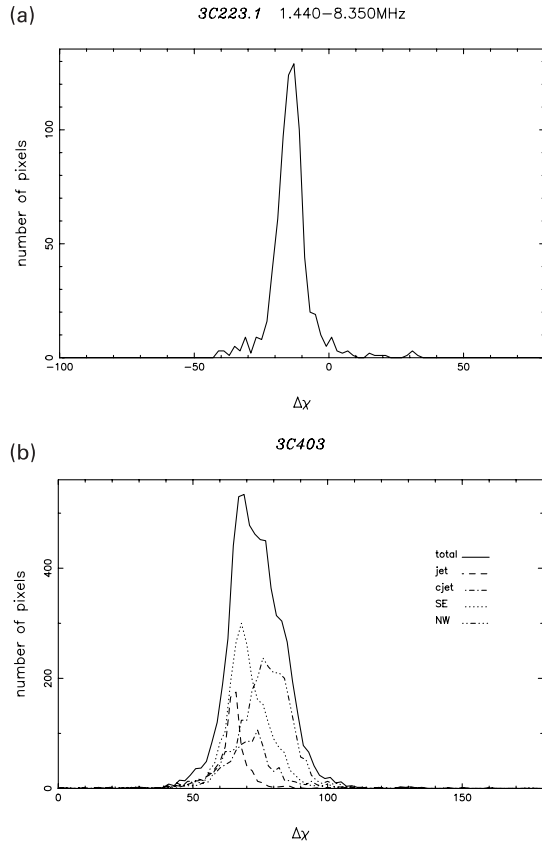 (a)
3C223.1 1.440-8.350MHz
number of pixels
100
50
0
-100 -50 0 50
Δχ
(b)
3C403
number of pixels
400
200
0
total
jet
cjet
SE
NW
0 50 100 150
Δχ